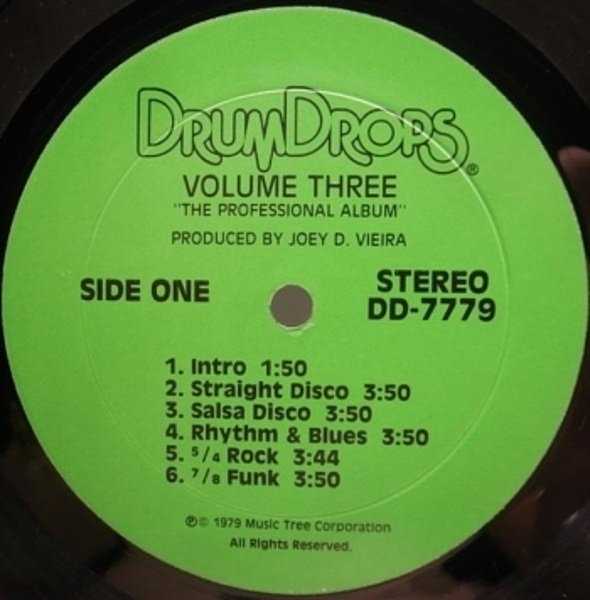 DRUMDROPS®
VOLUME THREE
"THE PROFESSIONAL ALBUM"
PRODUCED BY JOEY D. VIEIRA
SIDE ONE
STEREO
DD-7779
1. Intro 1:50
2. Straight Disco 3:50
3. Salsa Disco 3:50
4. Rhythm & Blues 3:50
5. 5/4 Rock 3:44
6. 7/8 Funk 3:50
℗© 1979 Music Tree Corporation
All Rights Reserved.